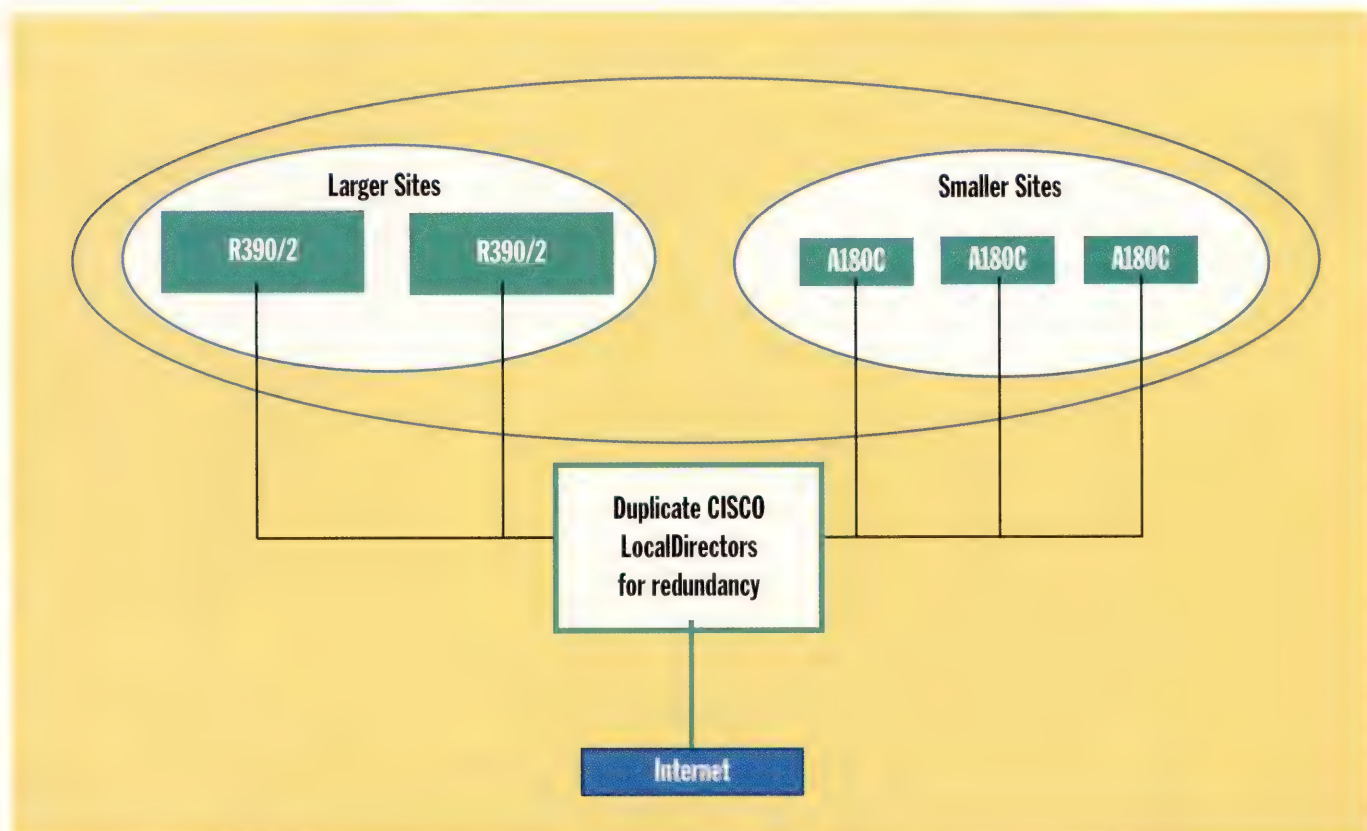 Larger Sites
Smaller Sites
R390/2
R390/2
A180C
A180C
A180C
Duplicate CISCO
LocalDirectors
for redundancy
Internet